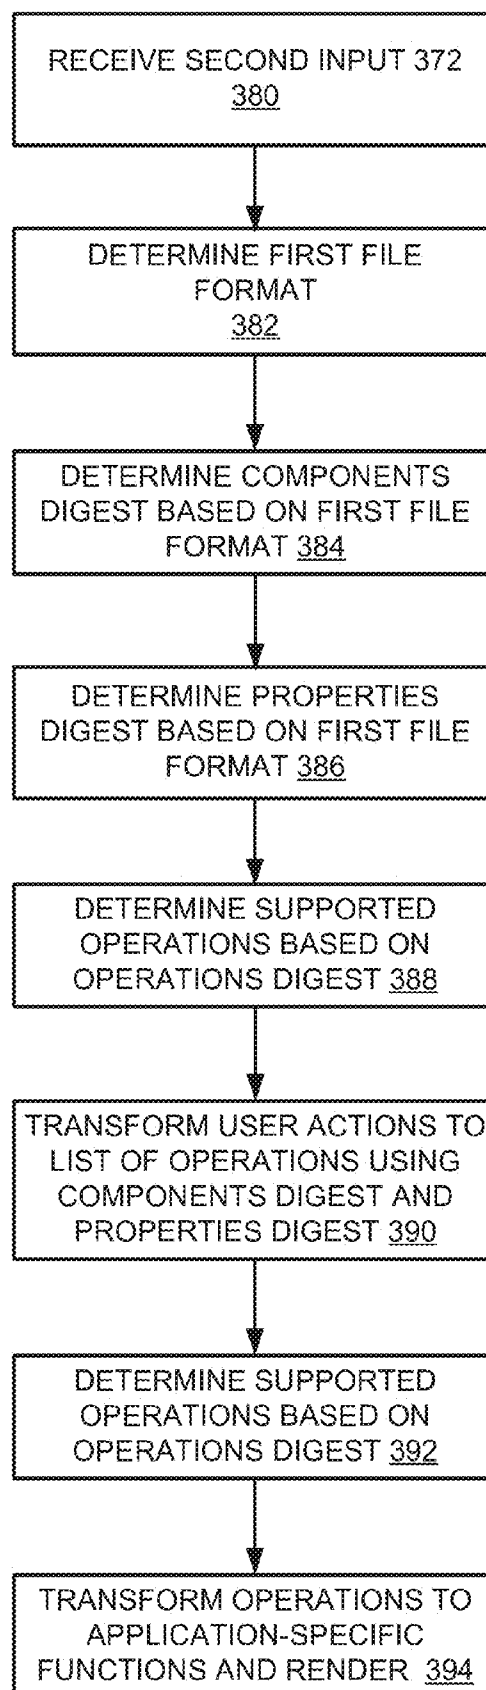 RECEIVE SECOND INPUT 372
380
DETERMINE FIRST FILE
FORMAT
382
DETERMINE COMPONENTS
DIGEST BASED ON FIRST FILE
FORMAT 384
DETERMINE PROPERTIES
DIGEST BASED ON FIRST FILE
FORMAT 386
DETERMINE SUPPORTED
OPERATIONS BASED ON
OPERATIONS DIGEST 388
TRANSFORM USER ACTIONS TO
LIST OF OPERATIONS USING
COMPONENTS DIGEST AND
PROPERTIES DIGEST 390
DETERMINE SUPPORTED
OPERATIONS BASED ON
OPERATIONS DIGEST 392
TRANSFORM OPERATIONS TO
APPLICATION-SPECIFIC
FUNCTIONS AND RENDER 394